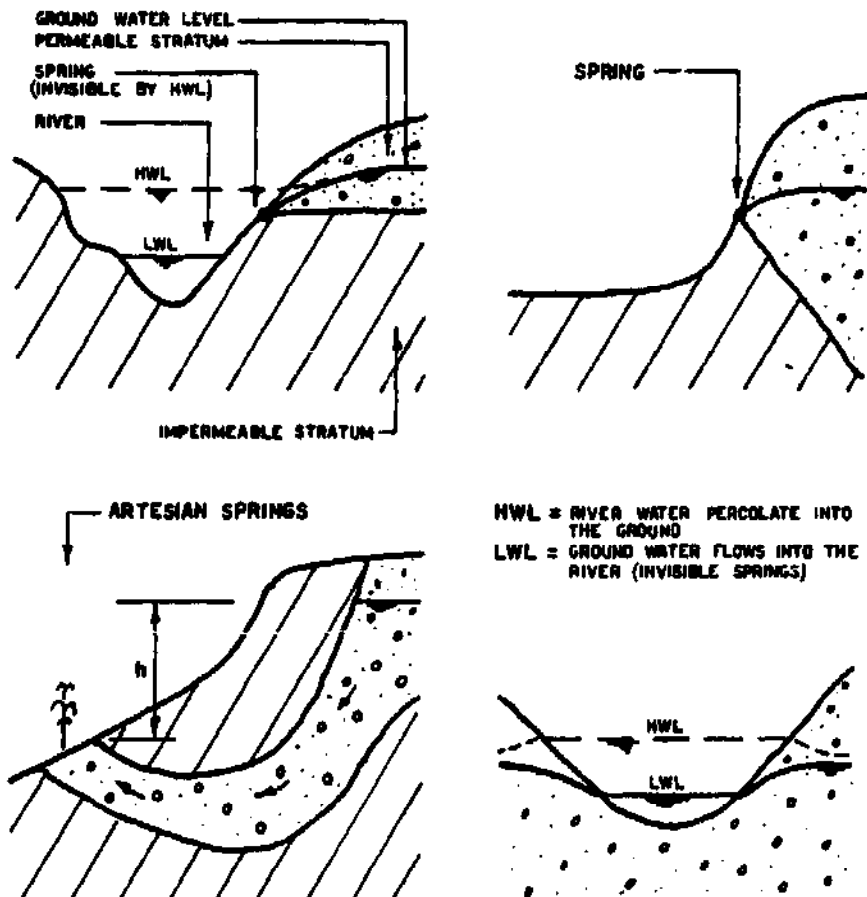 GROUND WATER LEVEL
PERMEABLE STRATUM
SPRING
(INVISIBLE BY HWL)
RIVER
HWL
LWL
IMPERMEABLE STRATUM
SPRING
ARTESIAN SPRINGS
h
HWL = RIVER WATER PERCOLATE INTO
THE GROUND
LWL = GROUND WATER FLOWS INTO THE
RIVER (INVISIBLE SPRINGS)
HWL
LWL